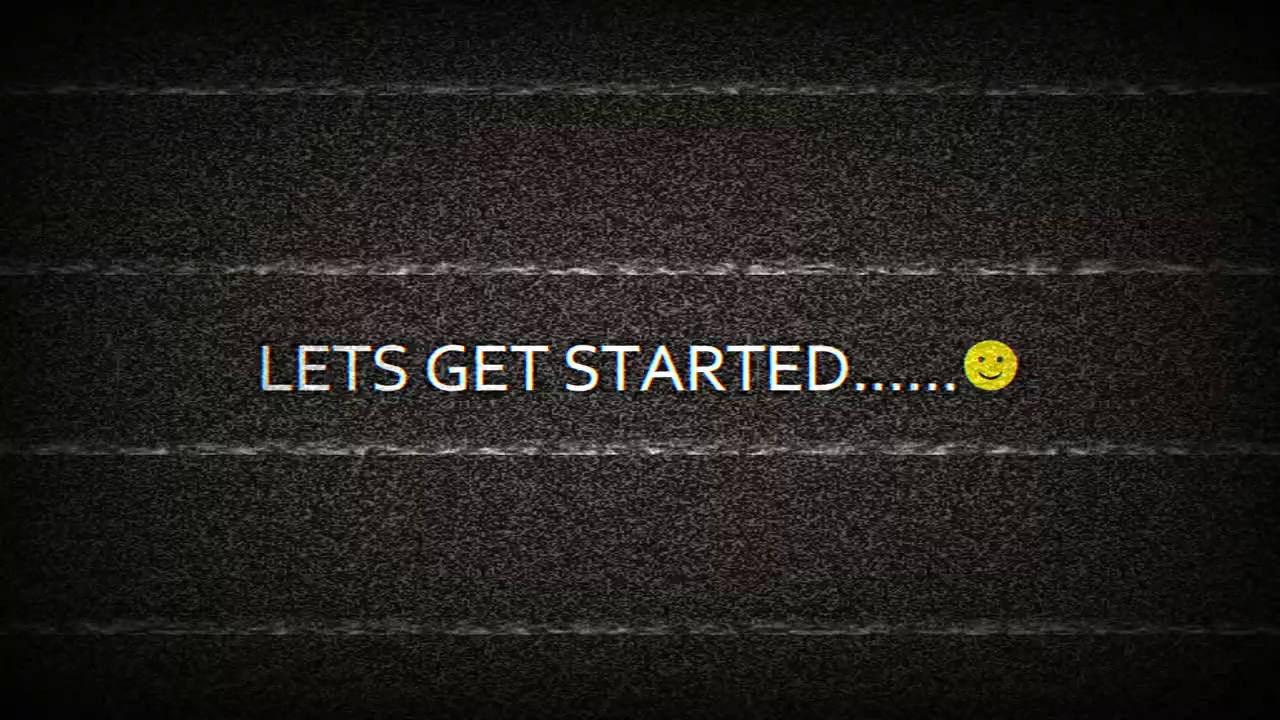 LETS GET STARTED......🙂